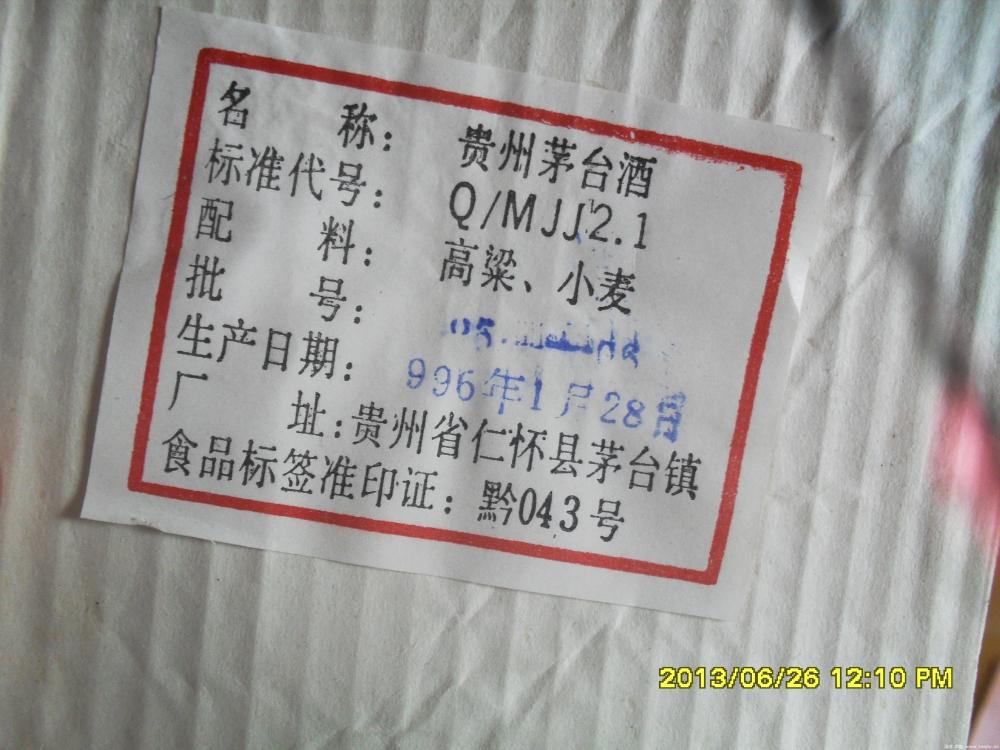 名 称： 贵州茅台酒
标准代号： Q/MJJ2.1
配 料： 高粱、小麦
批 号： 95.
生产日期： 996年1月28日
厂 址：贵州省仁怀县茅台镇
食品标签准印证：黔043号
2013/06/26 12:10 PM